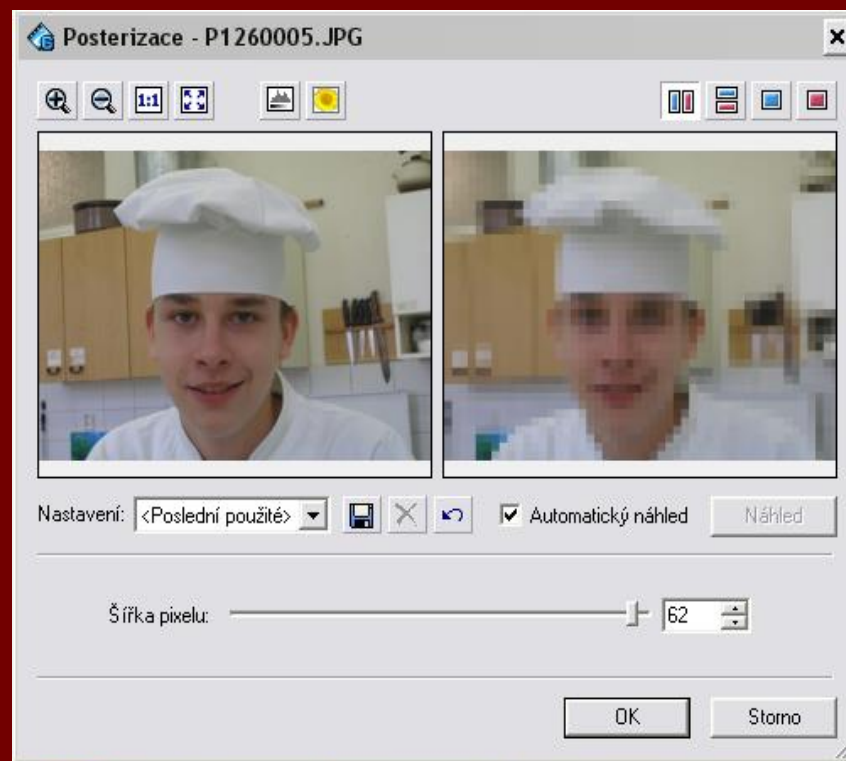 Posterizace - P1260005.JPG
1:1
Nastavení: <Poslední použité> Automatický náhled Náhled
Šířka pixelu: 62
OK Storno